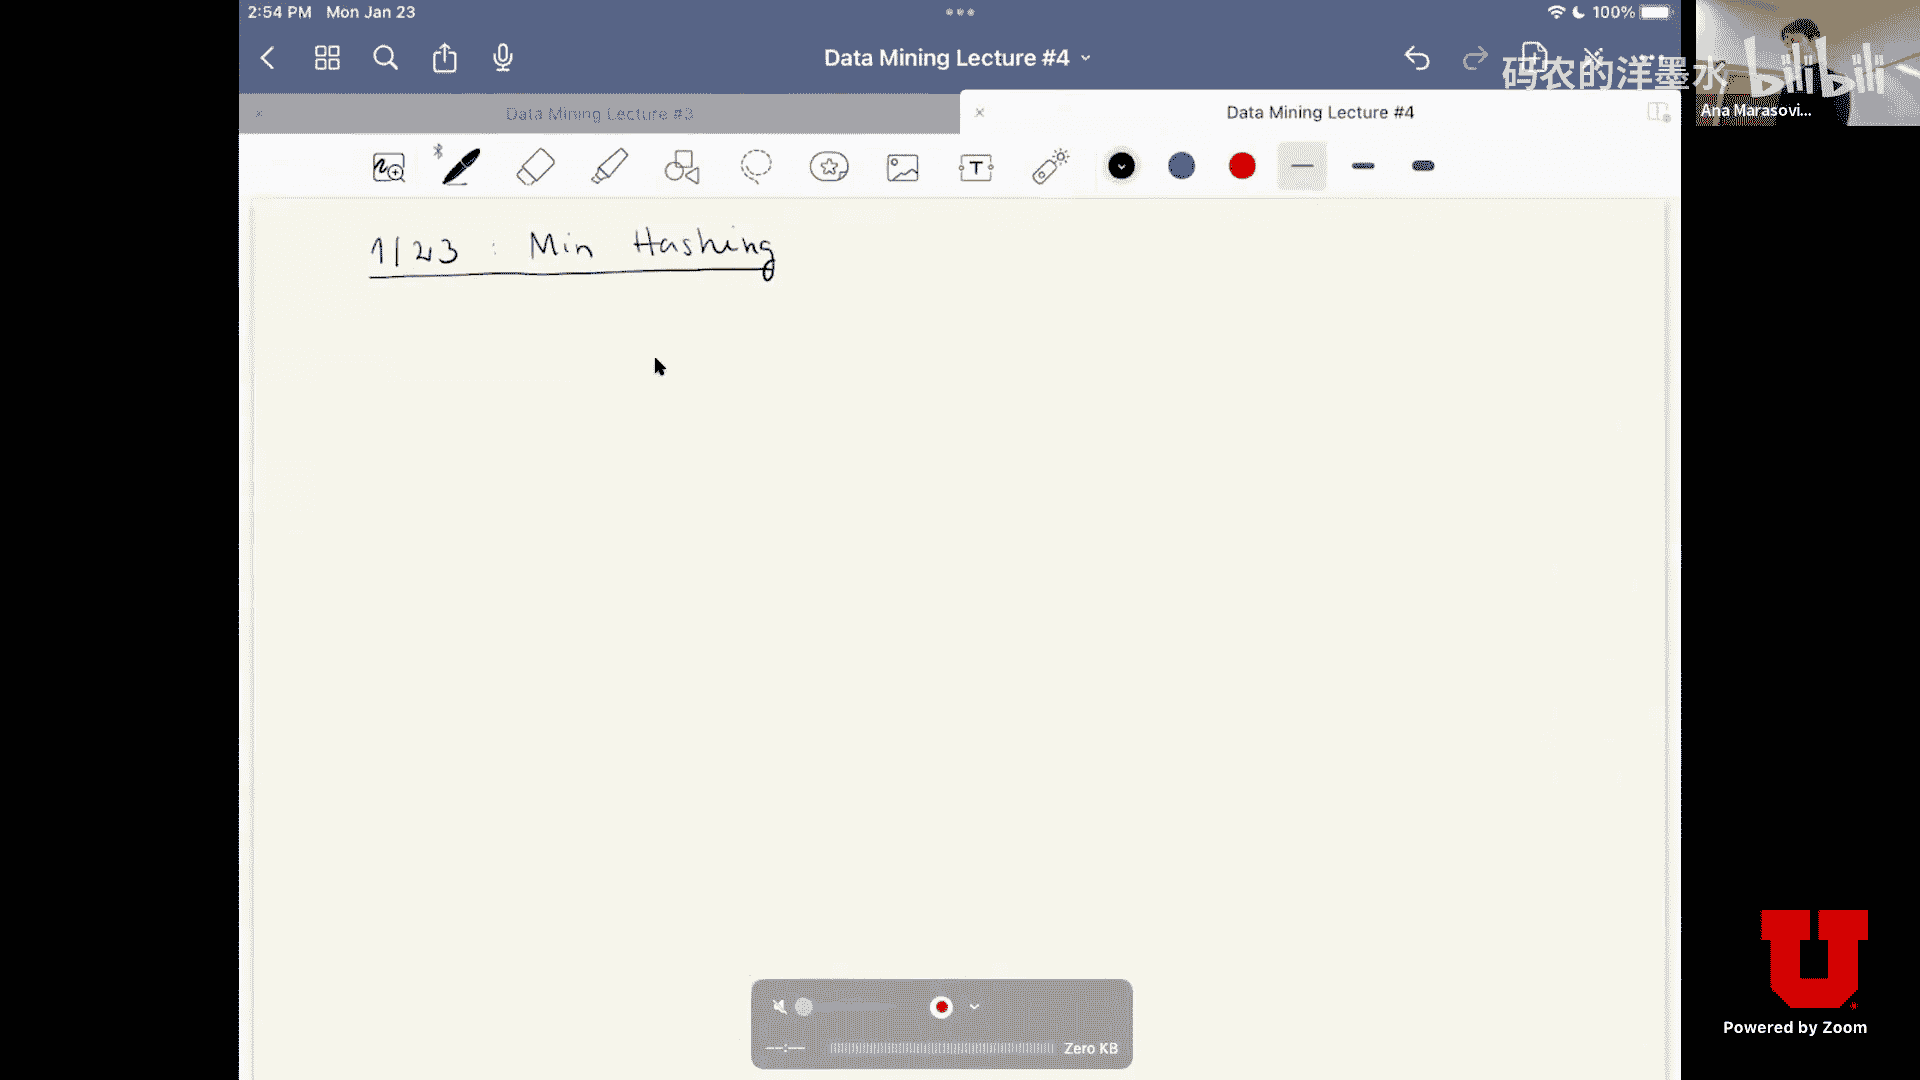 2:54 PM Mon Jan 23
100%
Data Mining Lecture #4
码农的洋墨水 bilibili
Ana Marasovi...
Data Mining Lecture #3
Data Mining Lecture #4
T
1/23 : Min Hashing
--:--
Zero KB
U
Powered by Zoom